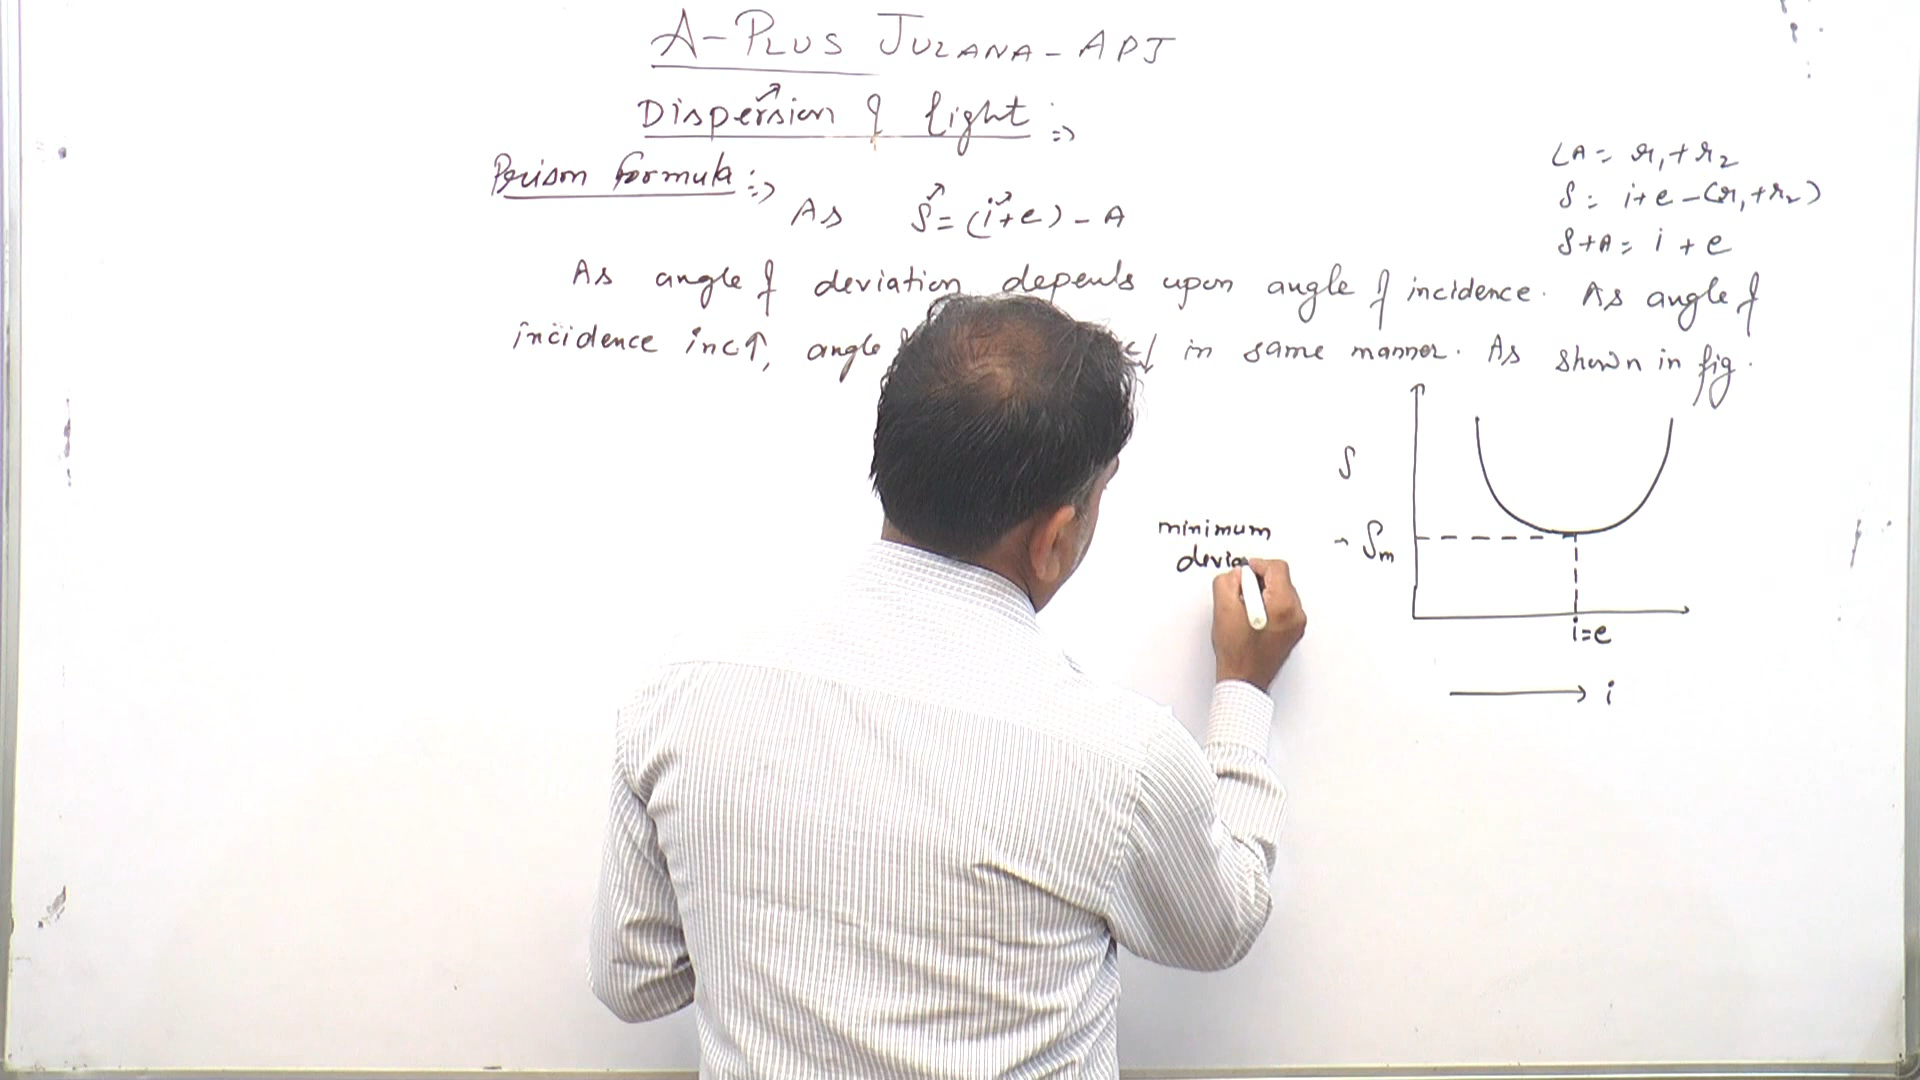 A-PLUS JULANA-APJ
Dispersion of light :⇒
Prism formula :⇒
As δ = (i+e) - A
∠A = r₁ + r₂
δ = i+e-(r₁+r₂)
δ+A = i + e
As angle of deviation depends upon angle of incidence. As angle of
incidence inc↑, angle in same manner. As shown in fig.
δ
minimum
devia
- δm
i=e
→ i